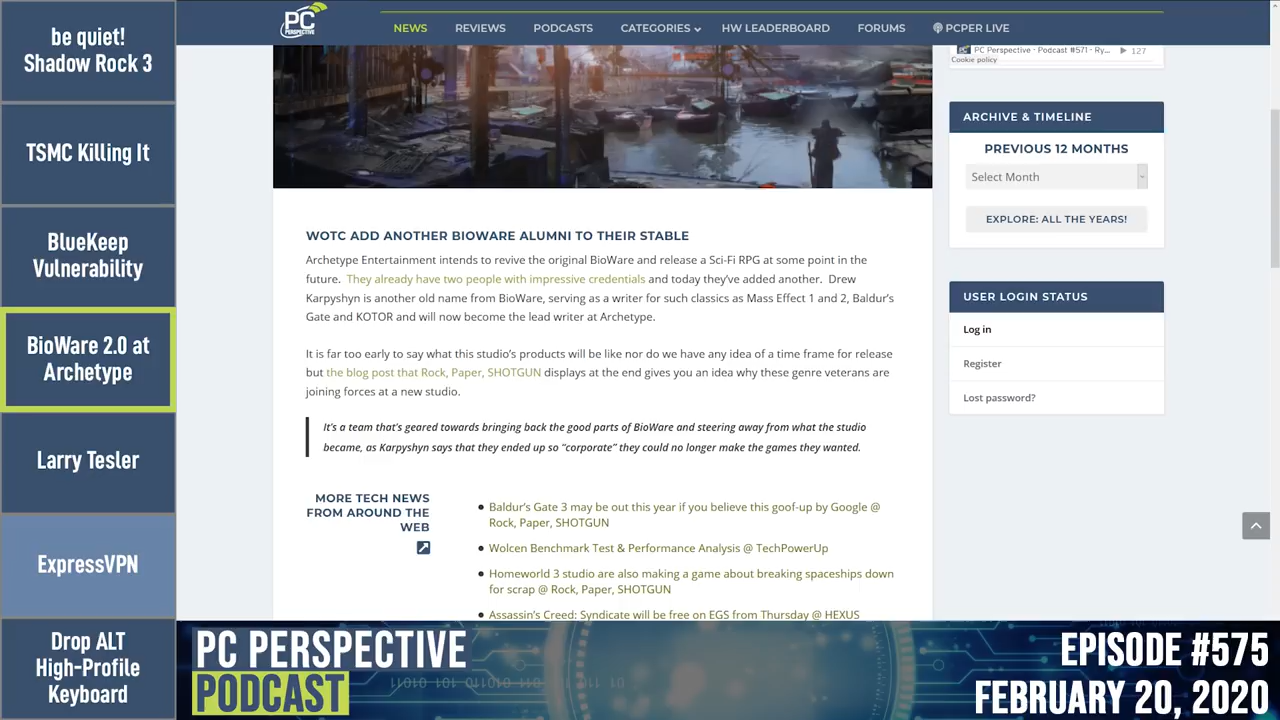 be quiet!
Shadow Rock 3
TSMC Killing It
BlueKeep
Vulnerability
BioWare 2.0 at
Archetype
Larry Tesler
ExpressVPN
Drop ALT
High-Profile
Keyboard
PC
PERSPECTIVE
NEWS REVIEWS PODCASTS CATEGORIES HW LEADERBOARD FORUMS PCPER LIVE
WOTC ADD ANOTHER BIOWARE ALUMNI TO THEIR STABLE
Archetype Entertainment intends to revive the original BioWare and release a Sci-Fi RPG at some point in the
future. They already have two people with impressive credentials and today they've added another. Drew
Karpyshyn is another old name from BioWare, serving as a writer for such classics as Mass Effect 1 and 2, Baldur's
Gate and KOTOR and will now become the lead writer at Archetype.
It is far too early to say what this studio's products will be like nor do we have any idea of a time frame for release
but the blog post that Rock, Paper, SHOTGUN displays at the end gives you an idea why these genre veterans are
joining forces at a new studio.
It's a team that's geared towards bringing back the good parts of BioWare and steering away from what the studio
became, as Karpyshyn says that they ended up so "corporate" they could no longer make the games they wanted.
MORE TECH NEWS
FROM AROUND THE
WEB
Baldur's Gate 3 may be out this year if you believe this goof-up by Google @
Rock, Paper, SHOTGUN
Wolcen Benchmark Test & Performance Analysis @ TechPowerUp
Homeworld 3 studio are also making a game about breaking spaceships down
for scrap @ Rock, Paper, SHOTGUN
Assassin's Creed: Syndicate will be free on EGS from Thursday @ HEXUS
PC Perspective - Podcast #571 - Ry... 127
Cookie policy
ARCHIVE & TIMELINE
PREVIOUS 12 MONTHS
Select Month
EXPLORE: ALL THE YEARS!
USER LOGIN STATUS
Log in
Register
Lost password?
PC PERSPECTIVE
PODCAST
EPISODE #575
FEBRUARY 20, 2020